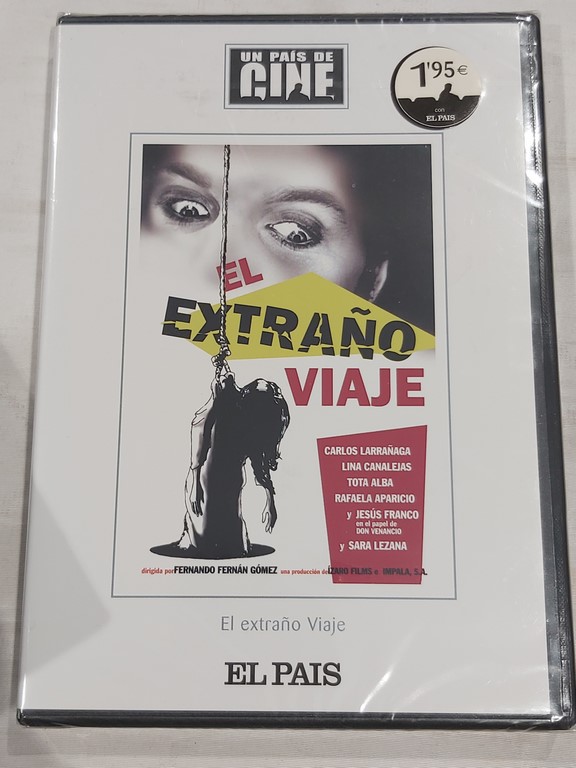 UN PAÍS DE
CINE
1'95€
con
EL PAIS
EL
EXTRAÑO
VIAJE
CARLOS LARRAÑAGA
LINA CANALEJAS
TOTA ALBA
RAFAELA APARICIO
y JESÚS FRANCO
en el papel de
DON VENANCIO
y SARA LEZANA
dirigida por FERNANDO FERNÁN GÓMEZ una producción de ÍZARO FILMS e IMPALA, S.A.
El extraño Viaje
EL PAIS